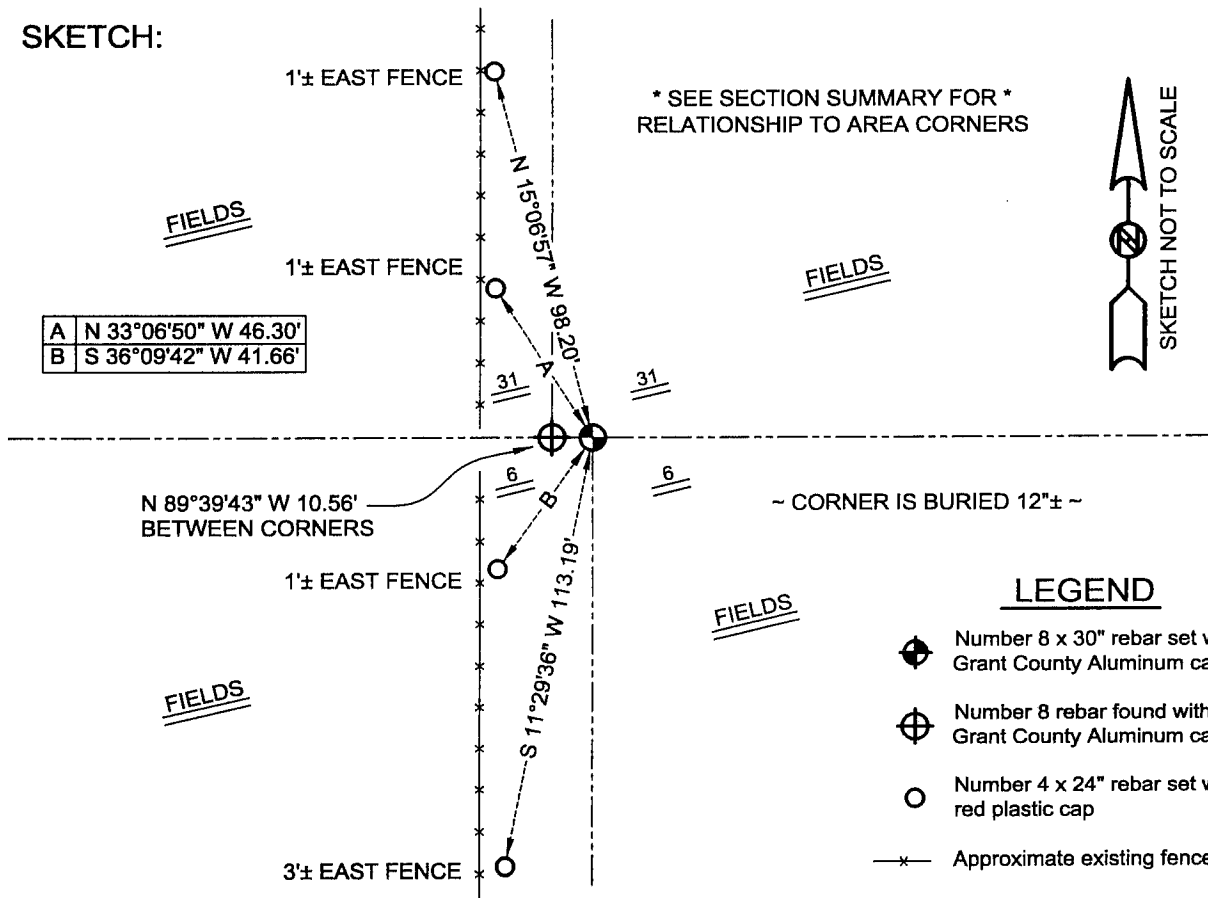 SKETCH:
1'± EAST FENCE
* SEE SECTION SUMMARY FOR *
RELATIONSHIP TO AREA CORNERS
SKETCH NOT TO SCALE
N
N 15°06'57" W 98.20'
FIELDS
1'± EAST FENCE
FIELDS
A N 33°06'50" W 46.30'
B S 36°09'42" W 41.66'
A
31
31
6
6
N 89°39'43" W 10.56'
BETWEEN CORNERS
B
~ CORNER IS BURIED 12"± ~
1'± EAST FENCE
S 11°29'36" W 113.19'
FIELDS
FIELDS
LEGEND
Number 8 x 30" rebar set
Grant County Aluminum
Number 8 rebar found with
Grant County Aluminum
Number 4 x 24" rebar set
red plastic cap
3'± EAST FENCE
Approximate existing fence